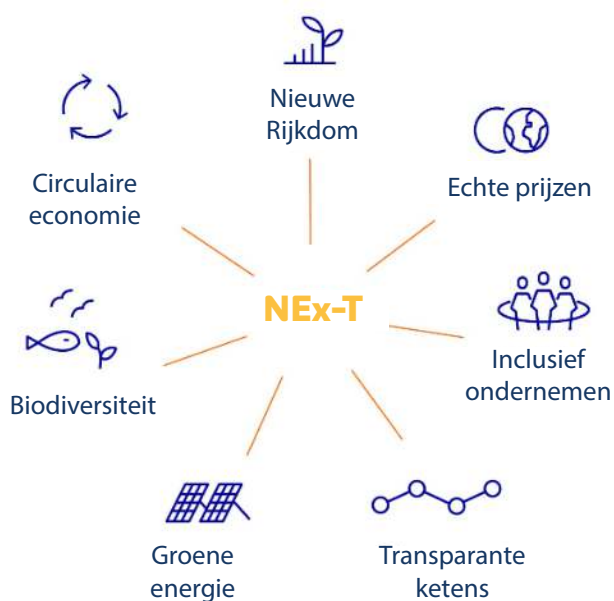 Nieuwe
Rijkdom
Circulaire
economie
Echte prijzen
NEx-T
Biodiversiteit
Inclusief
ondernemen
Groene
energie
Transparante
ketens